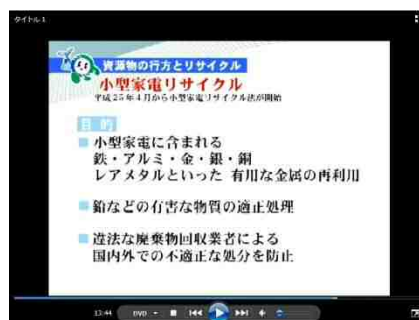 タイトル 1
資源物の行方とリサイクル
小型家電リサイクル
平成25年4月から小型家電リサイクル法が開始
目的
小型家電に含まれる
鉄・アルミ・金・銀・銅
レアメタルといった 有用な金属の再利用
鉛などの有害な物質の適正処理
違法な廃棄物回収業者による
国内外での不適正な処分を防止
13:44 DVD